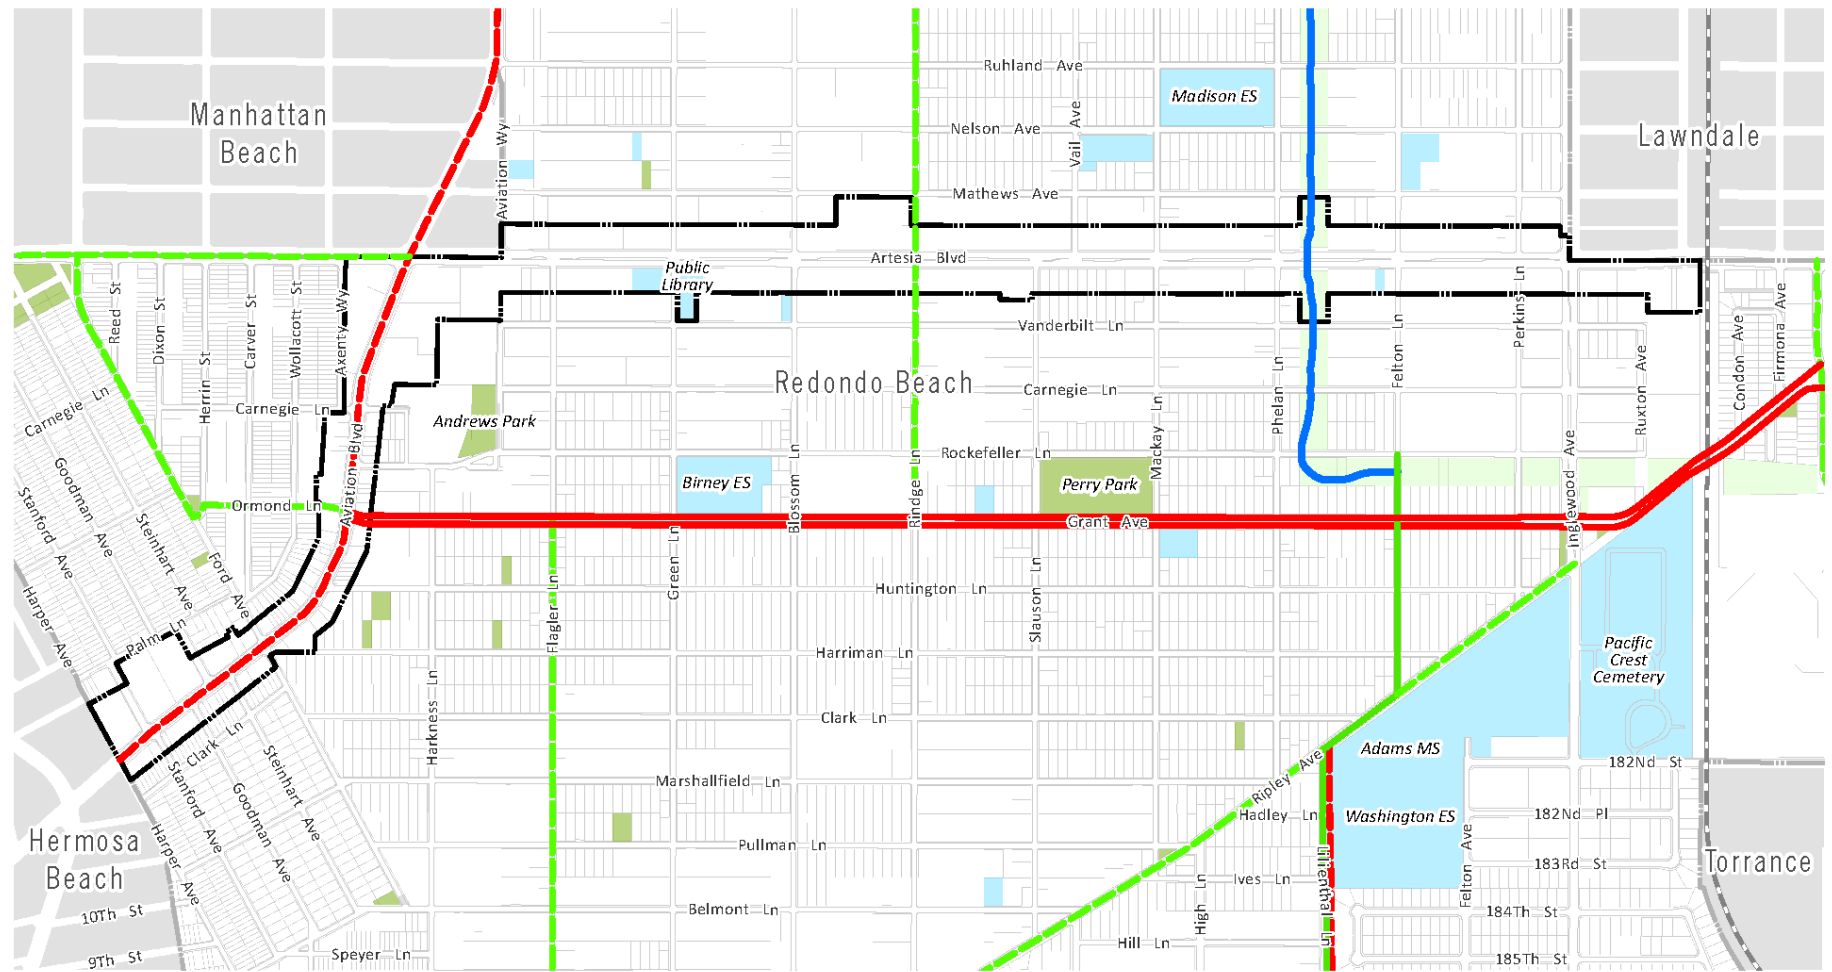 Ruhland Ave
Madison ES
Manhattan
Beach
Nelson Ave
Vail Ave
Lawndale
Aviation Wy
Mathews Ave
Artesia Blvd
Public
Library
Reed St
Dixon St
Herrin St
Carver St
Wollacott St
Axenty Wy
Vanderbilt Ln
Perkins Ln
Felton Ln
Condon Ave
Firmona Ave
Redondo Beach
Carnegie Ln
Phelan Ln
Ruxton Ave
Carnegie Ln
Carnegie Ln
Andrews Park
Mackay Ln
Aviation Blvd
Blossom Ln
Rindge Ln
Rockefeller Ln
Inglewood Ave
Goodman Ave
Stanford Ave
Steinhart Ave
Birney ES
Perry Park
Ormond Ln
Grant Ave
Harper Ave
Ford Ave
Flagler Ln
Green Ln
Huntington Ln
Slauson Ln
Palm Ln
Harriman Ln
Pacific
Crest
Cemetery
Harkness Ln
Clark Ln
Clark Ln
Steinhart Ave
Stanford Ave
Goodman Ave
Adams MS
182Nd St
Marshallfield Ln
Ripley Ave
Hadley Ln
Washington ES
182Nd Pl
Harper Ave
Hermosa
Beach
Pullman Ln
Lilienthal Ln
Felton Ave
183Rd St
Torrance
Ives Ln
High Ln
10Th St
Belmont Ln
184Th St
Hill Ln
9Th St
Speyer Ln
185Th St